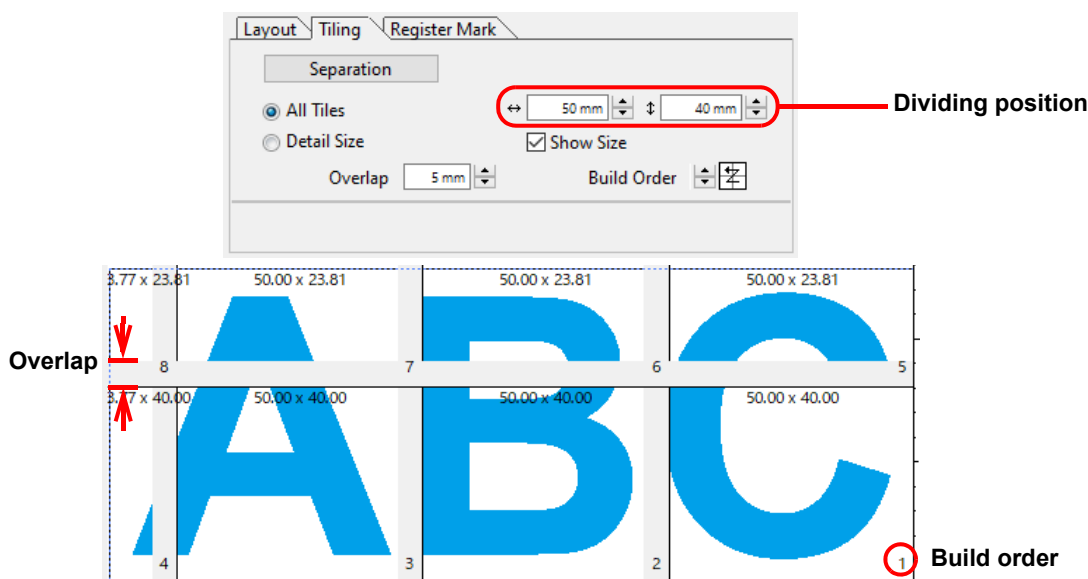 Layout Tiling Register Mark
Separation
All Tiles ↔ 50 mm ↕ 40 mm Dividing position
Detail Size Show Size
Overlap 5 mm Build Order
3.77 x 23.81 50.00 x 23.81 50.00 x 23.81 50.00 x 23.81
ABC
Overlap
8 7 6 5
3.77 x 40.00 50.00 x 40.00 50.00 x 40.00 50.00 x 40.00
4 3 2 1 Build order